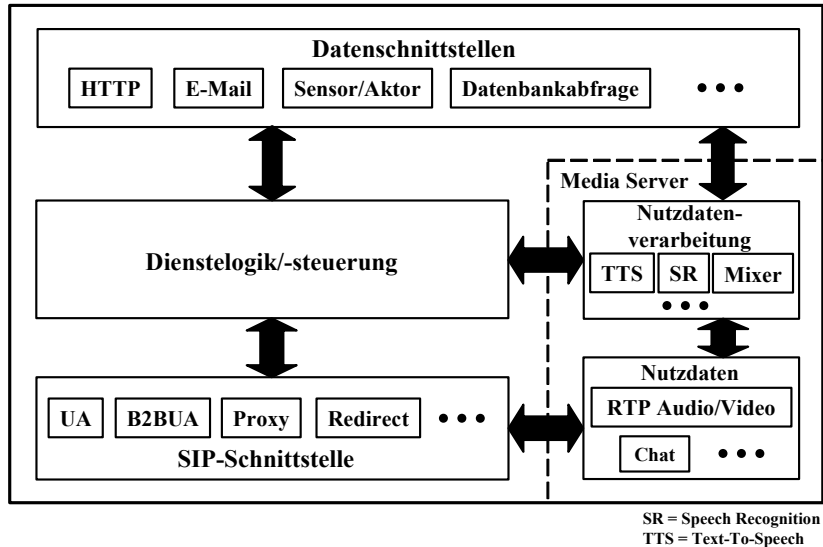 Datenschnittstellen
HTTP E-Mail Sensor/Aktor Datenbankabfrage
Media Server
Dienstelogik/-steuerung
Nutzdaten-
verarbeitung
TTS SR Mixer
UA B2BUA Proxy Redirect
SIP-Schnittstelle
Nutzdaten
RTP Audio/Video
Chat
SR = Speech Recognition
TTS = Text-To-Speech